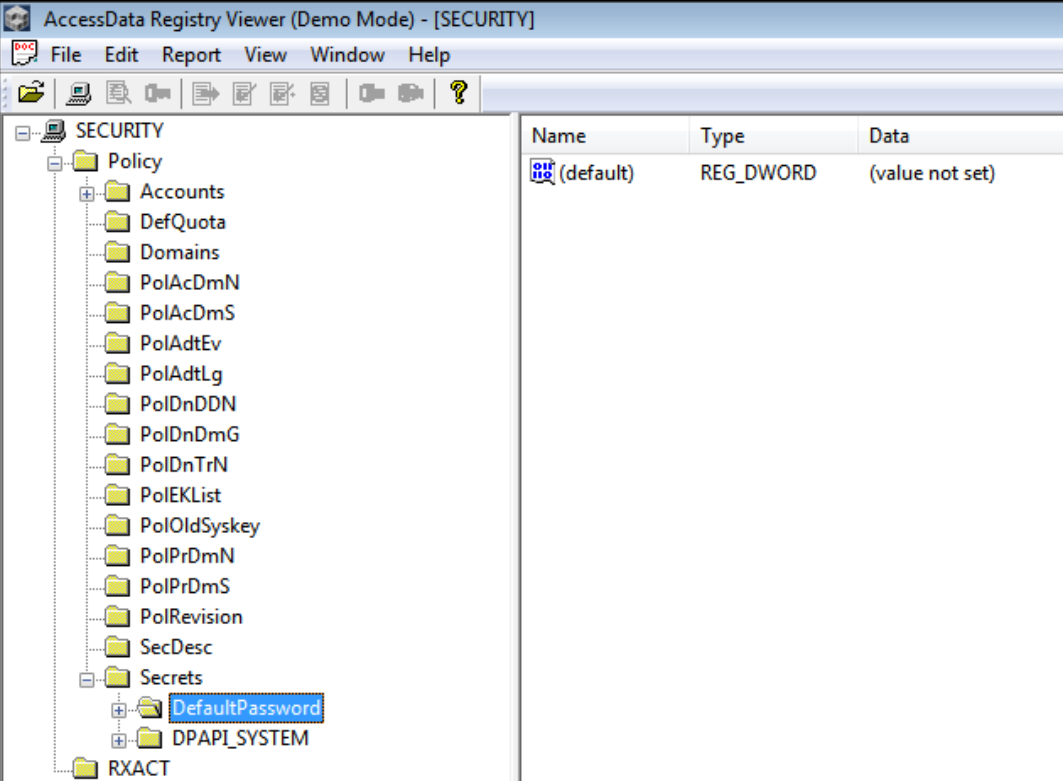 AccessData Registry Viewer (Demo Mode) - [SECURITY]
File Edit Report View Window Help
SECURITY
Policy
Accounts
DefQuota
Domains
PolAcDmN
PolAcDmS
PolAdtEv
PolAdtLg
PolDnDDN
PolDnDmG
PolDnTrN
PolEKList
PolOldSyskey
PolPrDmN
PolPrDmS
PolRevision
SecDesc
Secrets
DefaultPassword
DPAPI_SYSTEM
RXACT
Name Type Data
(default) REG_DWORD (value not set)